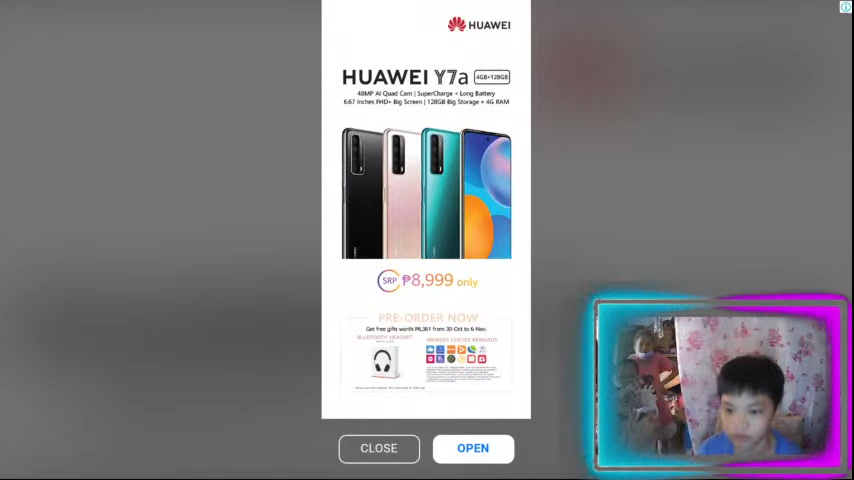 HUAWEI
HUAWEI Y7a 4GB+128GB
48MP AI Quad Cam | SuperCharge + Long Battery
6.67 inches FHD+ Big Screen | 128GB Big Storage + 4G RAM
SRP ₱8,999 only
PRE-ORDER NOW
Get free gifts worth ₱6,361 from 30-Oct to 6-Nov.
BLUETOOTH HEADSET
MEMBER CENTER REWARDS
CLOSE
OPEN